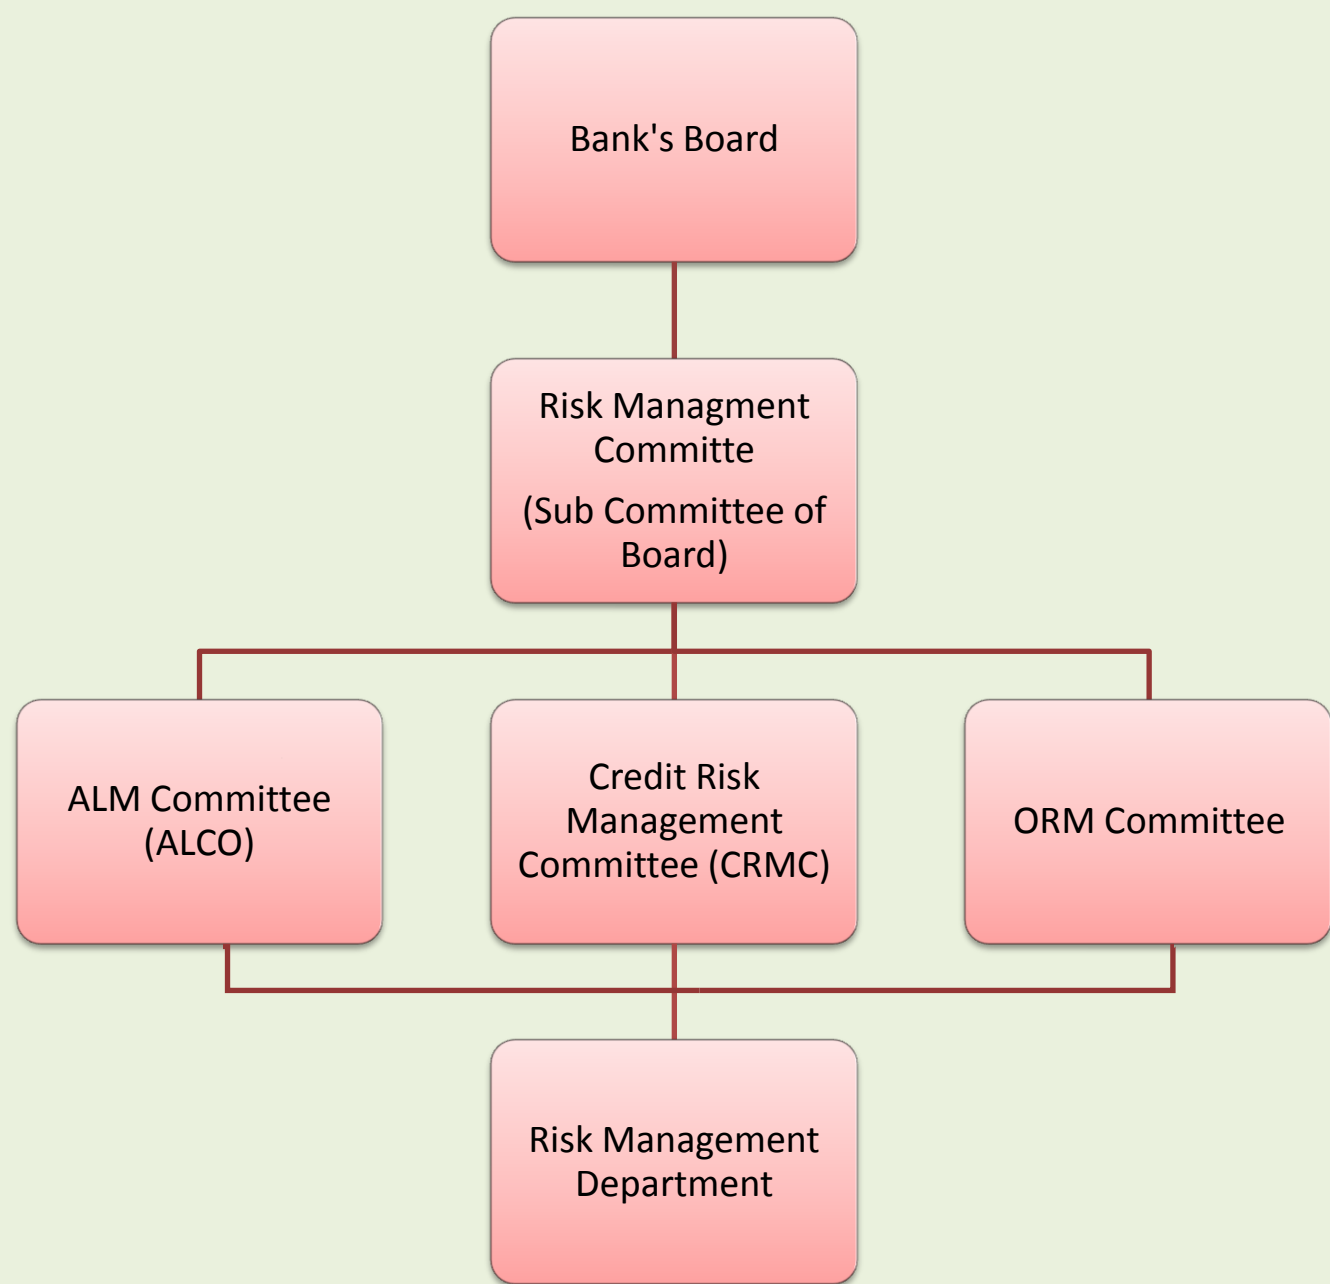 Bank's Board
Risk Managment
Committe
(Sub Committee of
Board)
ALM Committee
(ALCO)
Credit Risk
Management
Committee (CRMC)
ORM Committee
Risk Management
Department